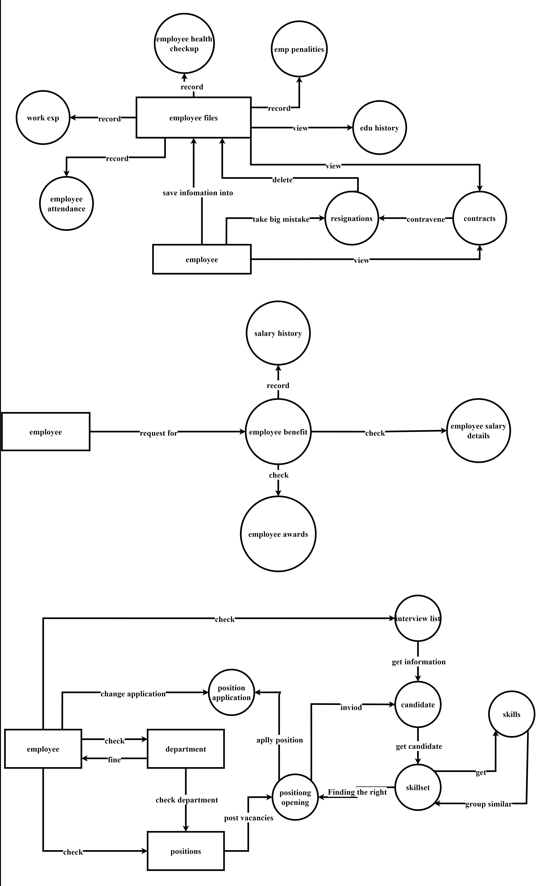 employee health
checkup
emp penalities
record
work exp
record
employee files
record
view
edu history
record
view
employee
attendance
save infomation into
delete
take big mistake
resignations
contravene
contracts
employee
view
salary history
record
employee
request for
employee benefit
check
employee salary
details
check
employee awards
check
interview list
get information
change application
position
application
inviod
candidate
skills
employee
check
department
aplly position
get candidate
fine
check department
positiong
opening
Finding the right
skillset
get
group similar
post vacancies
check
positions